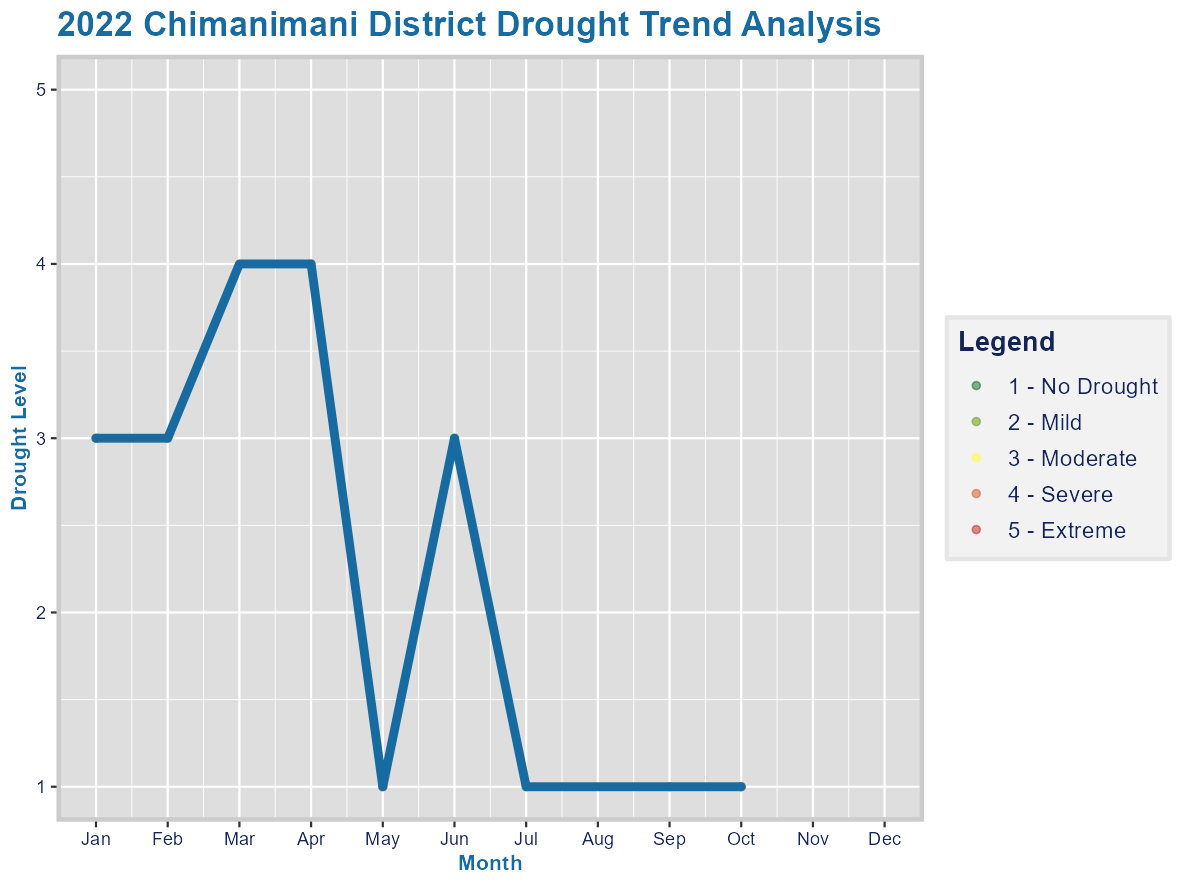 2022 Chimanimani District Drought Trend Analysis
5
4
3
2
1
Drought Level
Jan Feb Mar Apr May Jun Jul Aug Sep Oct Nov Dec
Month
Legend
1 - No Drought
2 - Mild
3 - Moderate
4 - Severe
5 - Extreme